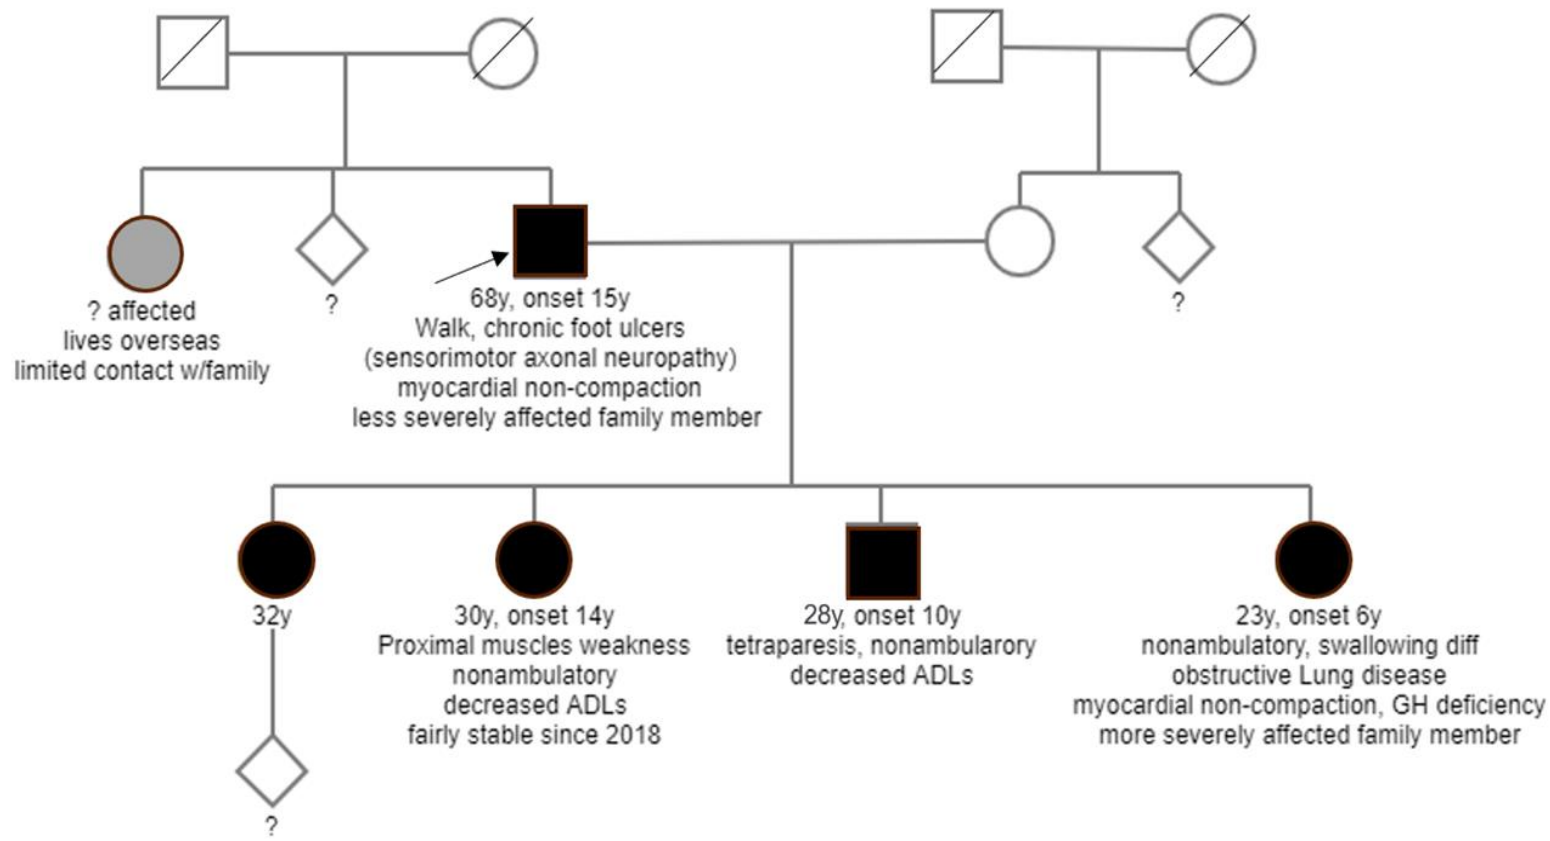 ? affected
lives overseas
limited contact w/family
?
68y, onset 15y
Walk, chronic foot ulcers
(sensorimotor axonal neuropathy)
myocardial non-compaction
less severely affected family member
?
32y
?
30y, onset 14y
Proximal muscles weakness
nonambulatory
decreased ADLs
fairly stable since 2018
28y, onset 10y
tetraparesis, nonambularory
decreased ADLs
23y, onset 6y
nonambulatory, swallowing diff
obstructive Lung disease
myocardial non-compaction, GH deficiency
more severely affected family member